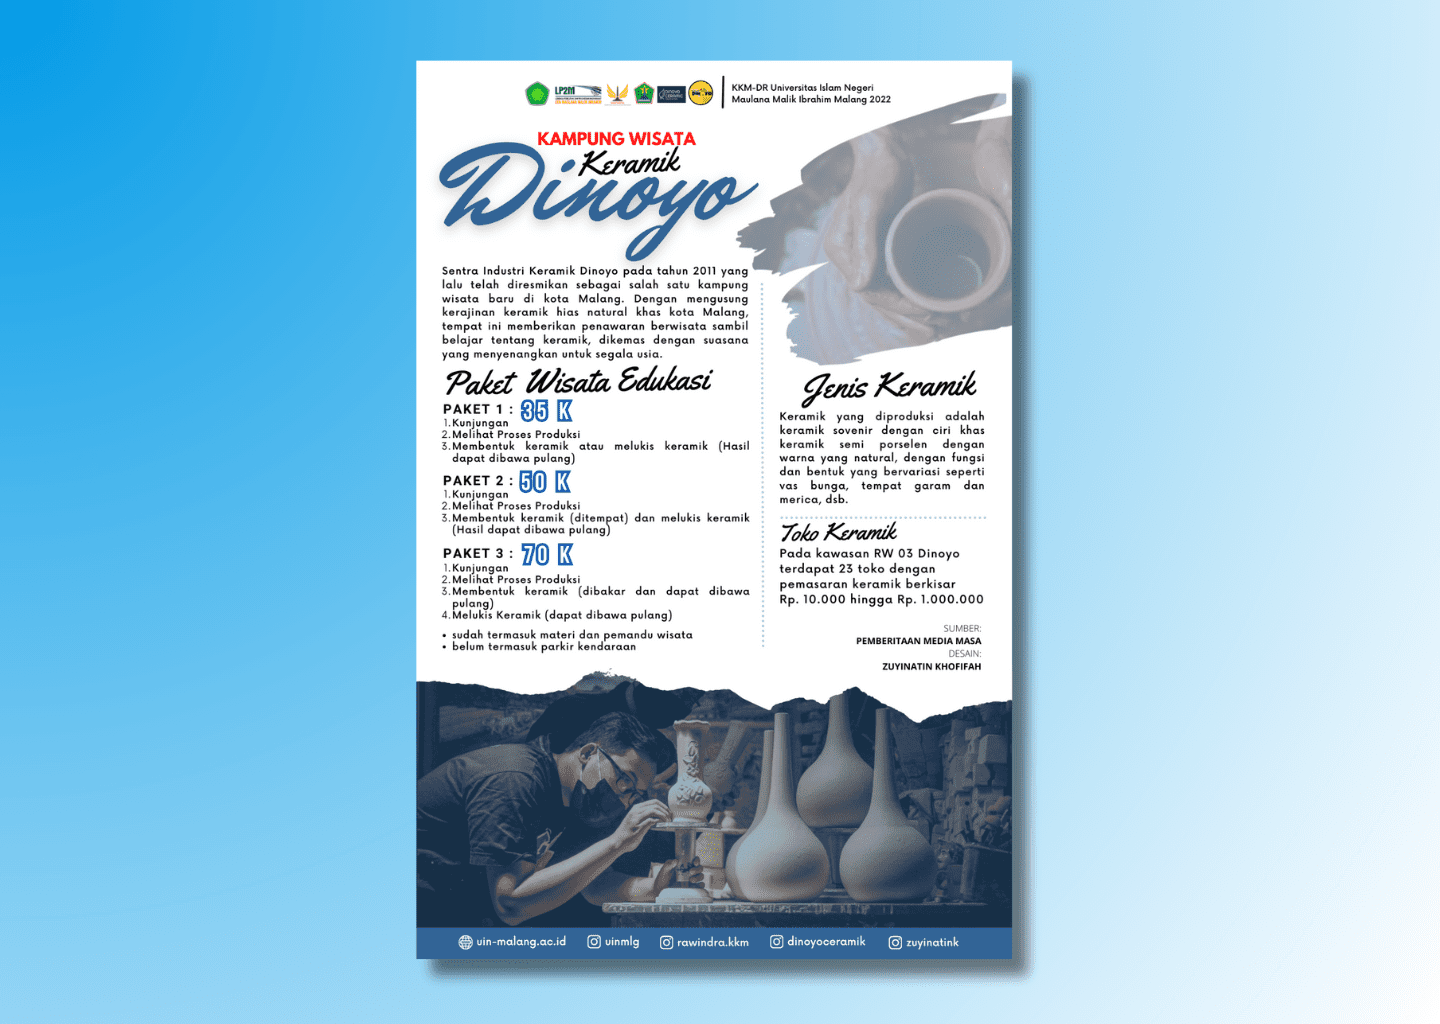 LP2M
KKM-DR Universitas Islam Negeri
Maulana Malik Ibrahim Malang 2022
KAMPUNG WISATA
Keramik
Dinoyo
Sentra Industri Keramik Dinoyo pada tahun 2011 yang
lalu telah diresmikan sebagai salah satu kampung
wisata baru di kota Malang. Dengan mengusung
kerajinan keramik hias natural khas kota Malang,
tempat ini memberikan penawaran berwisata sambil
belajar tentang keramik, dikemas dengan suasana
yang menyenangkan untuk segala usia.
Paket Wisata Edukasi
PAKET 1 : 35 K
1. Kunjungan
2. Melihat Proses Produksi
3. Membentuk keramik atau melukis keramik (Hasil
dapat dibawa pulang)
PAKET 2 : 50 K
1. Kunjungan
2. Melihat Proses Produksi
3. Membentuk keramik (ditempat) dan melukis keramik
(Hasil dapat dibawa pulang)
PAKET 3 : 70 K
1. Kunjungan
2. Melihat Proses Produksi
3. Membentuk keramik (dibakar dan dapat dibawa
pulang)
4. Melukis Keramik (dapat dibawa pulang)
• sudah termasuk materi dan pemandu wisata
• belum termasuk parkir kendaraan
Jenis Keramik
Keramik yang diproduksi adalah
keramik sovenir dengan ciri khas
keramik semi porselen dengan
warna yang natural, dengan fungsi
dan bentuk yang bervariasi seperti
vas bunga, tempat garam dan
merica, dsb.
Toko Keramik
Pada kawasan RW 03 Dinoyo
terdapat 23 toko dengan
pemasaran keramik berkisar
Rp. 10.000 hingga Rp. 1.000.000
SUMBER:
PEMBERITAAN MEDIA MASA
DESAIN:
ZUYINATIN KHOFIFAH
uin-malang.ac.id uinmlg rawindra.kkm dinoyoceramik zuyinatink